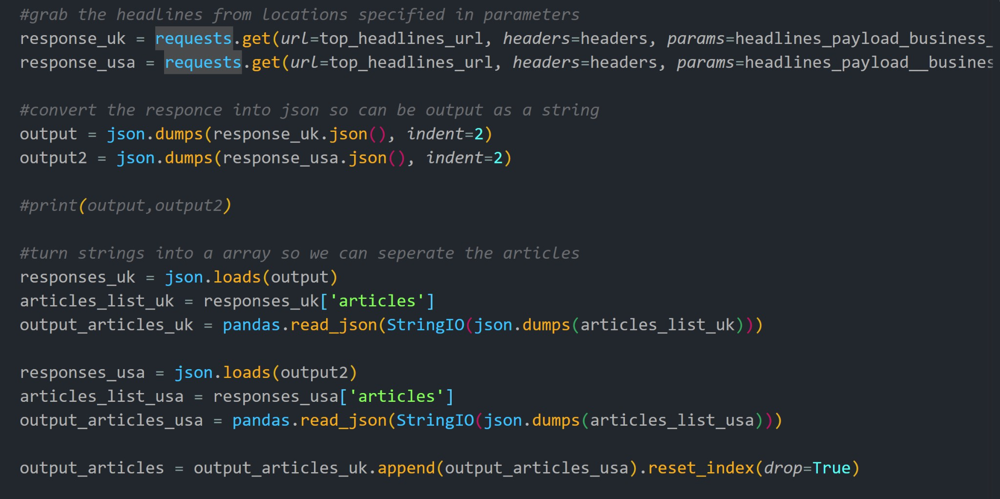 #grab the headlines from locations specified in parameters
response_uk = requests.get(url=top_headlines_url, headers=headers, params=headlines_payload_business_
response_usa = requests.get(url=top_headlines_url, headers=headers, params=headlines_payload__busines
#convert the responce into json so can be output as a string
output = json.dumps(response_uk.json(), indent=2)
output2 = json.dumps(response_usa.json(), indent=2)
#print(output,output2)
#turn strings into a array so we can seperate the articles
responses_uk = json.loads(output)
articles_list_uk = responses_uk['articles']
output_articles_uk = pandas.read_json(StringIO(json.dumps(articles_list_uk)))
responses_usa = json.loads(output2)
articles_list_usa = responses_usa['articles']
output_articles_usa = pandas.read_json(StringIO(json.dumps(articles_list_usa)))
output_articles = output_articles_uk.append(output_articles_usa).reset_index(drop=True)